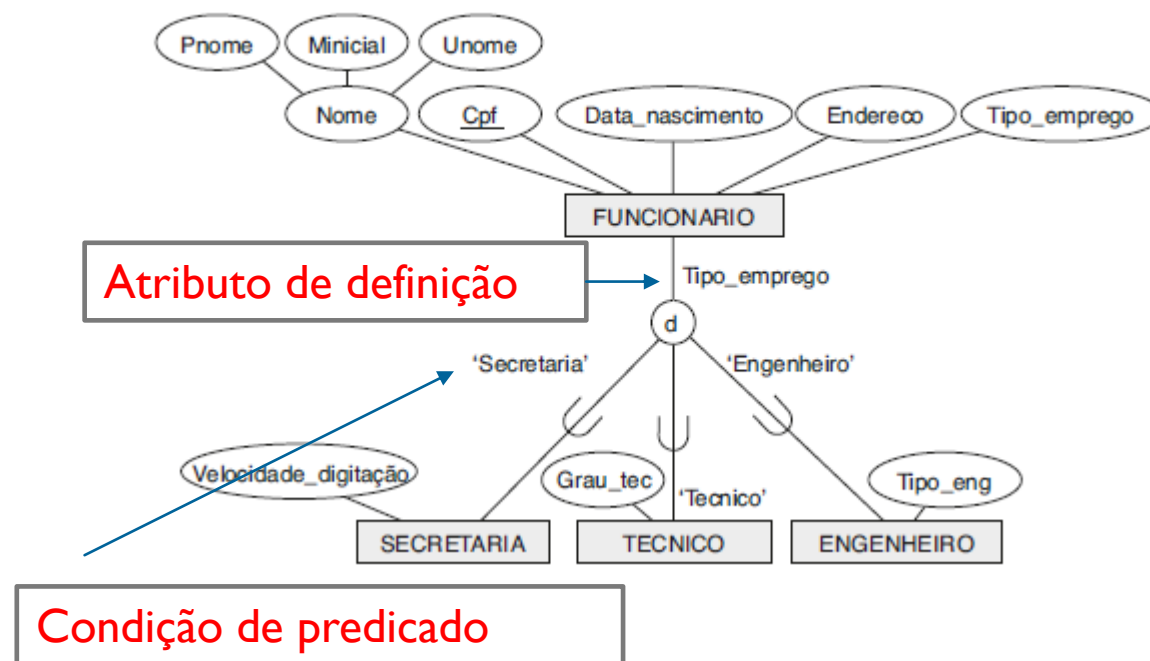 Pnome Minicial Unome
Nome Cpf Data_nascimento Endereco Tipo_emprego
FUNCIONARIO
Atributo de definição
Tipo_emprego
d
‘Secretaria’ ‘Engenheiro’
Velocidade_digitação Grau_tec Tipo_eng
‘Tecnico’
SECRETARIA TECNICO ENGENHEIRO
Condição de predicado